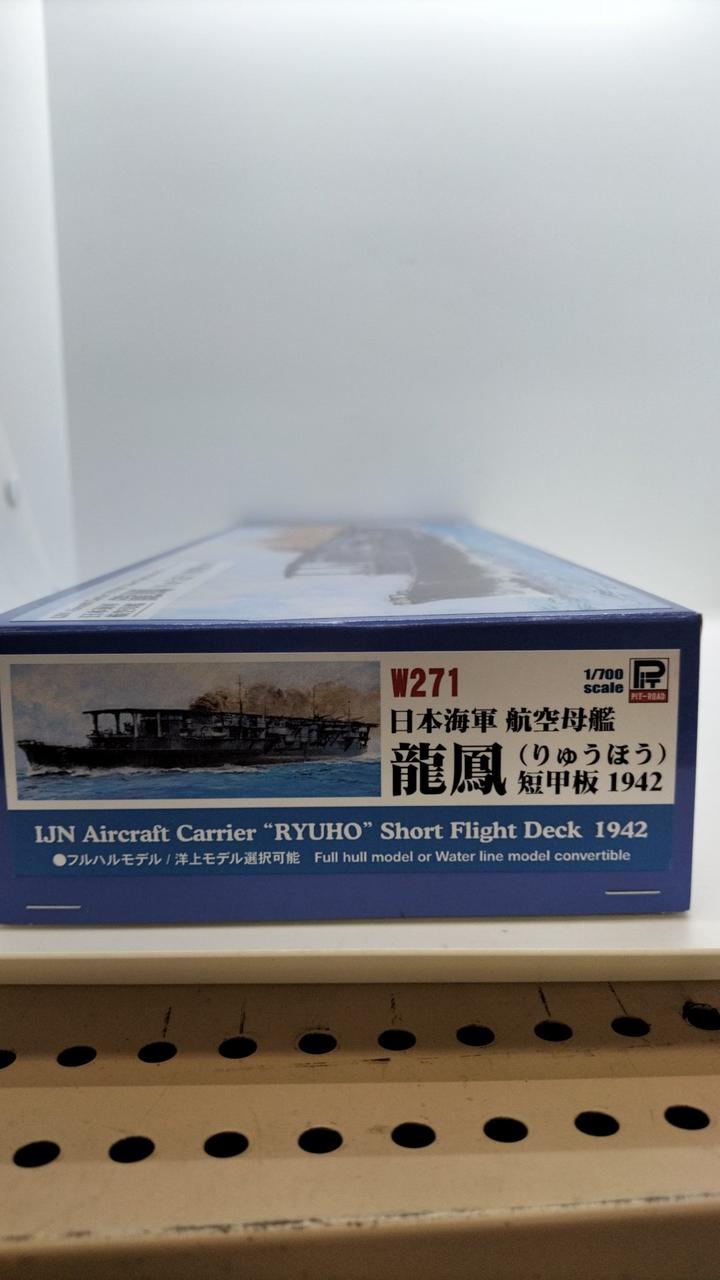 W271
1/700
scale
PIT
PIT-ROAD
日本海軍 航空母艦
龍鳳 (りゅうほう)
短甲板 1942
IJN Aircraft Carrier “RYUHO” Short Flight Deck 1942
●フルハルモデル / 洋上モデル選択可能 Full hull model or Water line model convertible